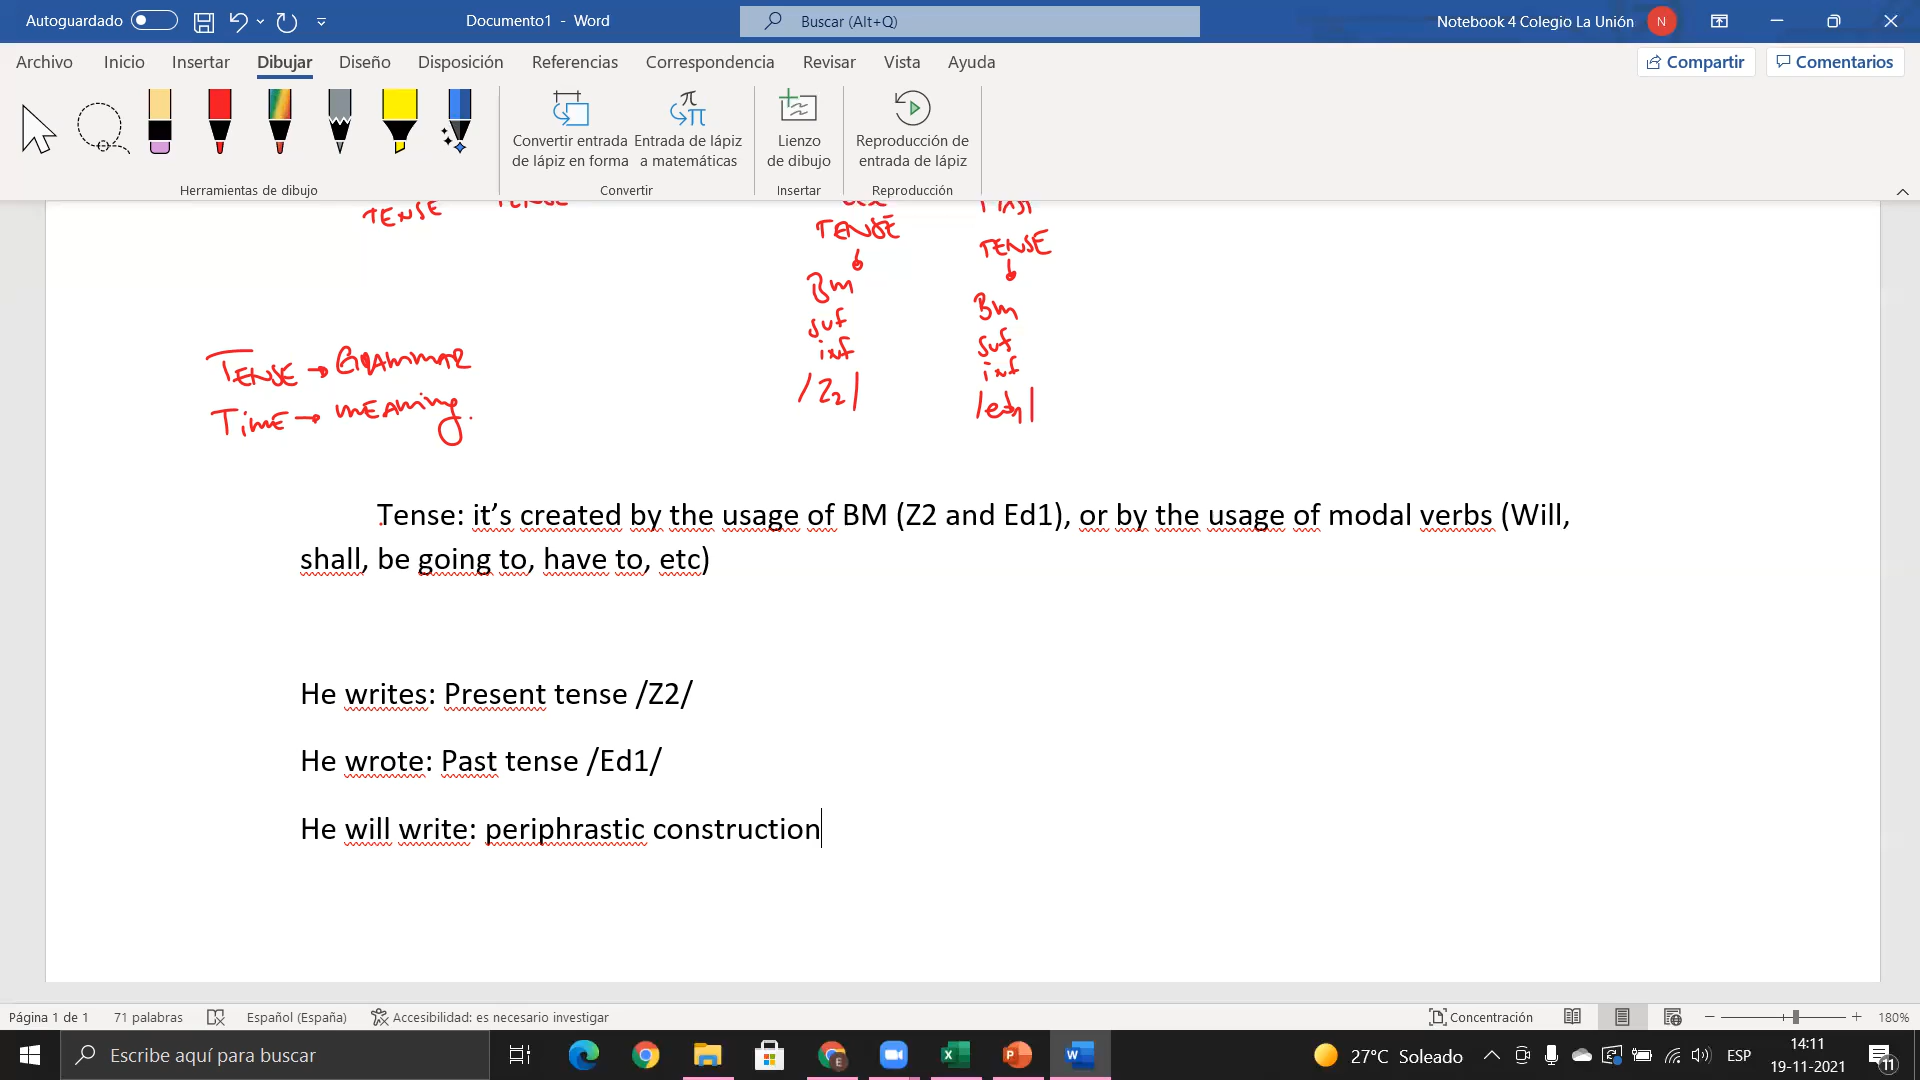 Autoguardado
Documento1 - Word
Buscar (Alt+Q)
Notebook 4 Colegio La Unión
N
Archivo Inicio Insertar Dibujar Diseño Disposición Referencias Correspondencia Revisar Vista Ayuda
Compartir
Comentarios
Convertir entrada de lápiz en forma
Entrada de lápiz a matemáticas
Lienzo de dibujo
Reproducción de entrada de lápiz
Herramientas de dibujo
Convertir
Insertar
Reproducción
TENSE TENSE
TENSE
TENSE
Bm
suf
inf
/Z2/
Bm
suf
inf
/ed1/
TENSE → GRAMMAR
TIME → MEANING.
Tense: it’s created by the usage of BM (Z2 and Ed1), or by the usage of modal verbs (Will,
shall, be going to, have to, etc)
He writes: Present tense /Z2/
He wrote: Past tense /Ed1/
He will write: periphrastic construction
Página 1 de 1
71 palabras
Español (España)
Accesibilidad: es necesario investigar
Concentración
180%
Escribe aquí para buscar
27°C Soleado
ESP
14:11
19-11-2021
11